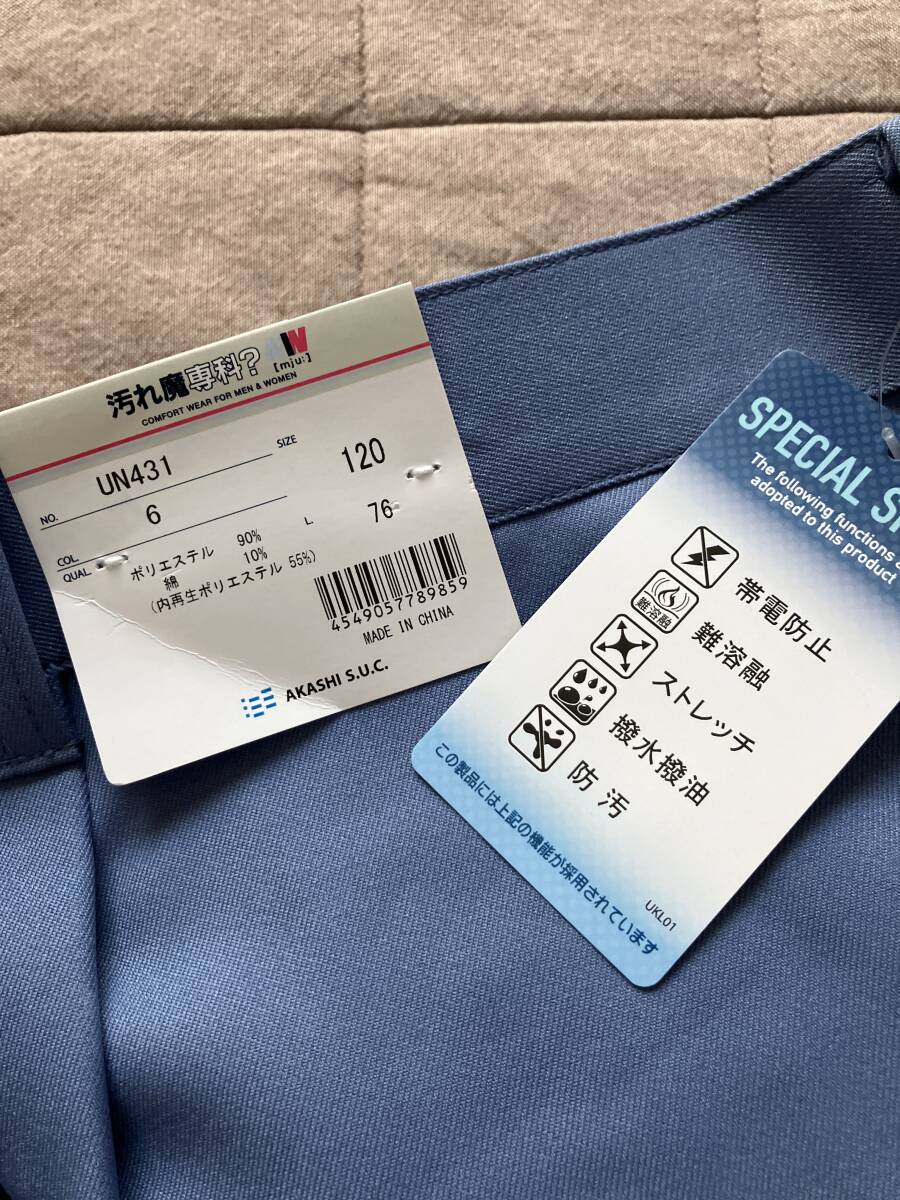 汚れ魔専科?
[mju:]
COMFORT WEAR FOR MEN & WOMEN
NO. UN431 SIZE 120
COL. 6 L 76
QUAL ポリエステル 90%
綿 10%
(内再生ポリエステル 55%)
4549057789859
MADE IN CHINA
AKASHI S.U.C.
SPECIAL
The following functions
adopted to this product
帯電防止
難溶融
難溶融
ストレッチ
撥水撥油
防汚
この製品には上記の機能が採用されています
UKL01